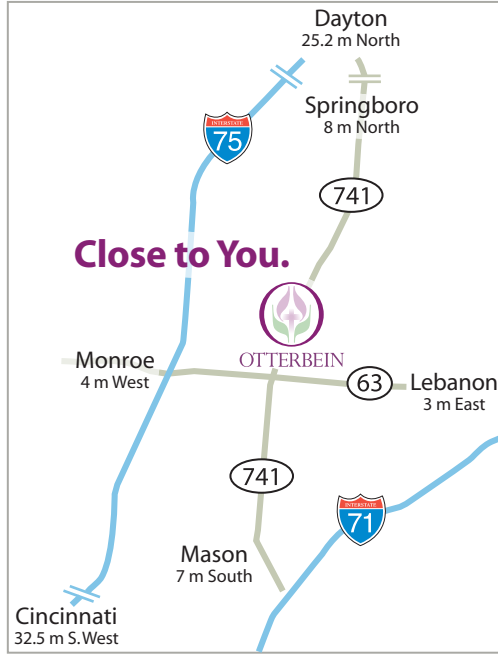 Dayton
25.2 m North
Springboro
8 m North
INTERSTATE
75
741
Close to You.
OTTERBEIN
Monroe
4 m West
63
Lebanon
3 m East
741
INTERSTATE
71
Mason
7 m South
Cincinnati
32.5 m S. West